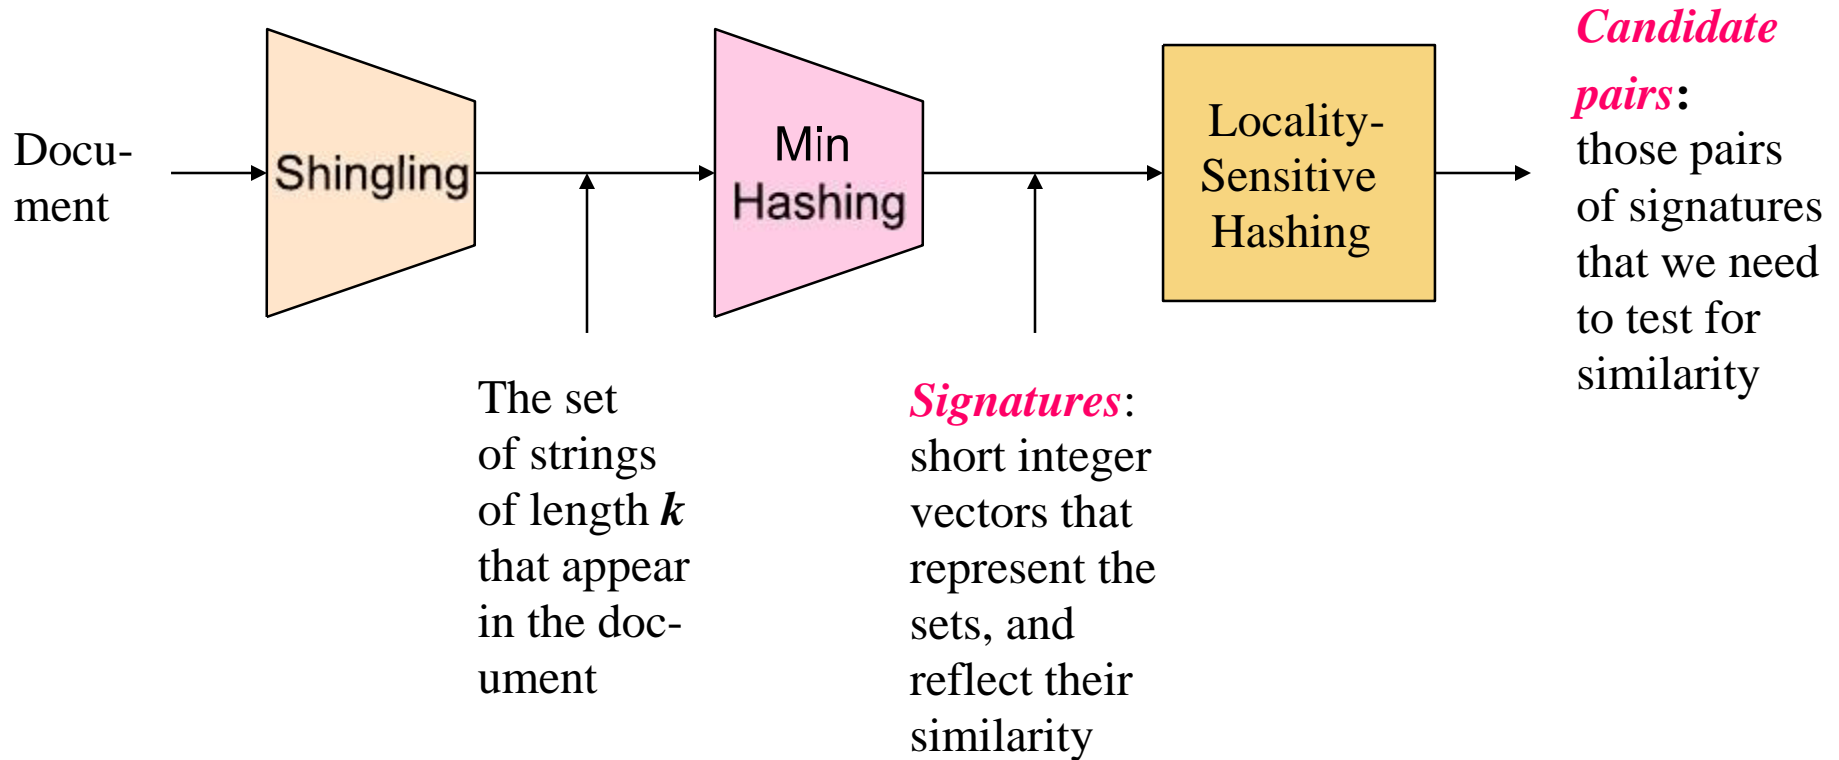 Docu-
ment
Shingling
The set
of strings
of length k
that appear
in the doc-
ument
Min
Hashing
Signatures:
short integer
vectors that
represent the
sets, and
reflect their
similarity
Locality-
Sensitive
Hashing
Candidate
pairs:
those pairs
of signatures
that we need
to test for
similarity